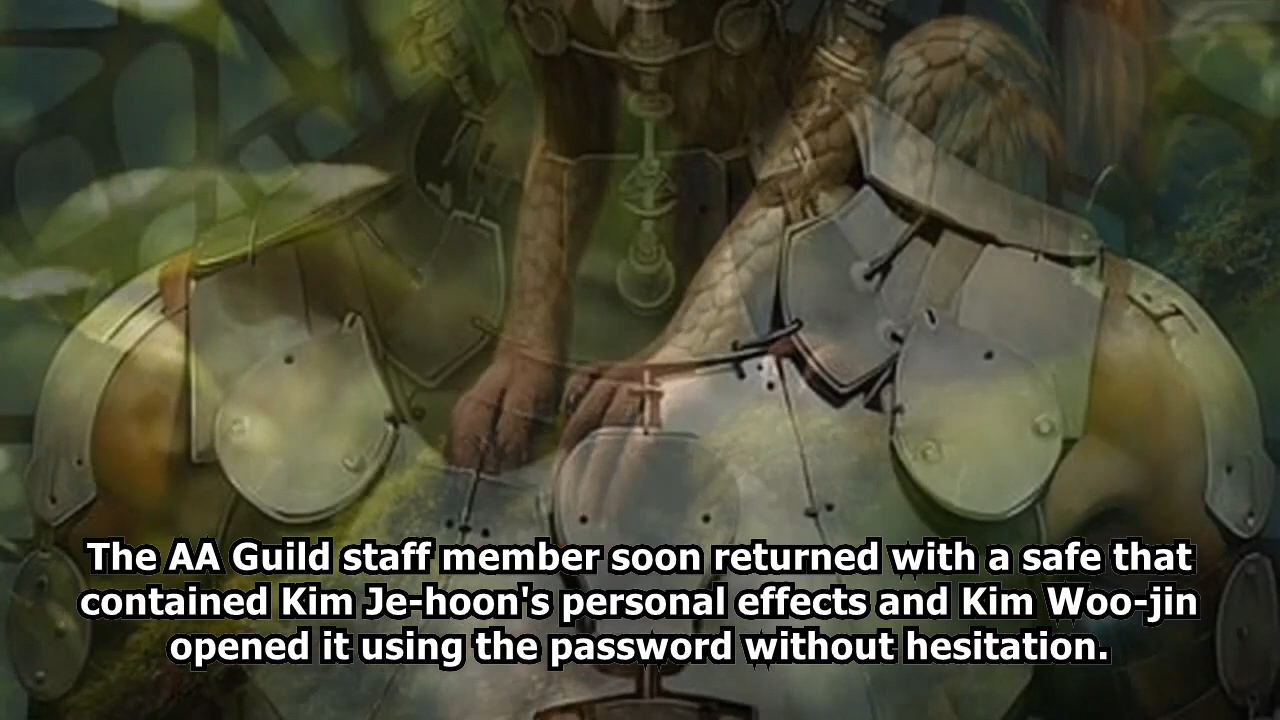 The AA Guild staff member soon returned with a safe that
contained Kim Je-hoon's personal effects and Kim Woo-jin
opened it using the password without hesitation.